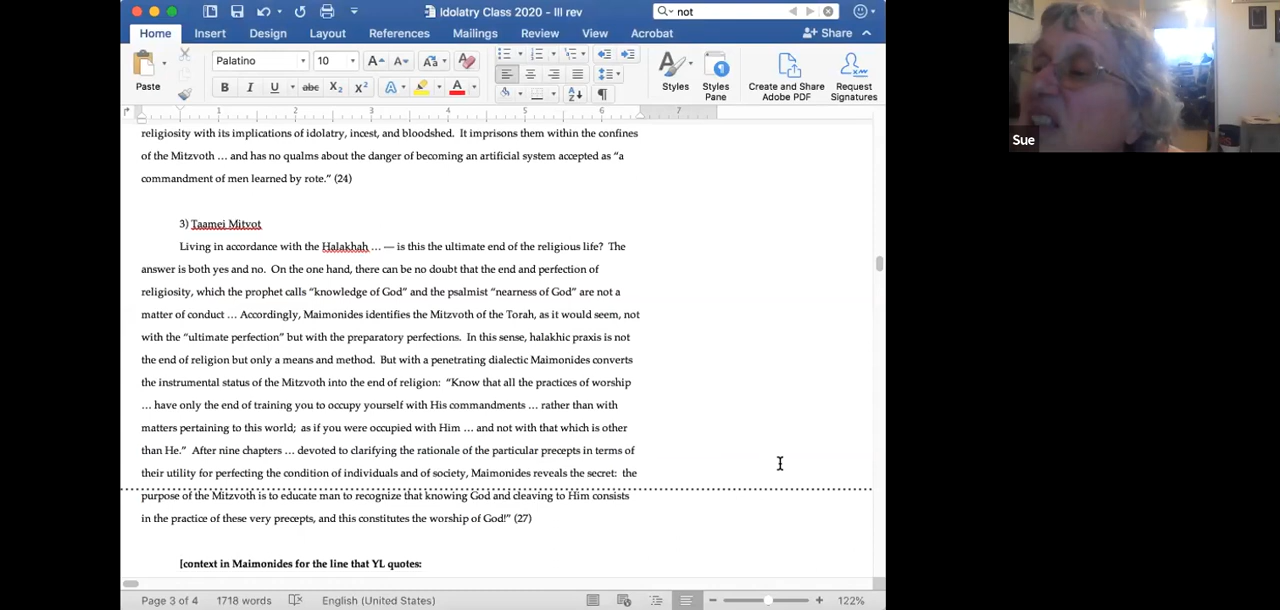 Idolatry Class 2020 - III rev
not
Home Insert Design Layout References Mailings Review View Acrobat Share
Paste
Palatino 10
Styles
Styles Pane
Create and Share Adobe PDF
Request Signatures
1 2 3 4 5 6 7
religiosity with its implications of idolatry, incest, and bloodshed. It imprisons them within the confines
of the Mitzvoth … and has no qualms about the danger of becoming an artificial system accepted as “a
commandment of men learned by rote.” (24)
3) Taamei Mitvot
Living in accordance with the Halakhah … — is this the ultimate end of the religious life? The
answer is both yes and no. On the one hand, there can be no doubt that the end and perfection of
religiosity, which the prophet calls “knowledge of God” and the psalmist “nearness of God” are not a
matter of conduct … Accordingly, Maimonides identifies the Mitzvoth of the Torah, as it would seem, not
with the “ultimate perfection” but with the preparatory perfections. In this sense, halakhic praxis is not
the end of religion but only a means and method. But with a penetrating dialectic Maimonides converts
the instrumental status of the Mitzvoth into the end of religion: “Know that all the practices of worship
… have only the end of training you to occupy yourself with His commandments … rather than with
matters pertaining to this world; as if you were occupied with Him … and not with that which is other
than He.” After nine chapters … devoted to clarifying the rationale of the particular precepts in terms of
their utility for perfecting the condition of individuals and of society, Maimonides reveals the secret: the
purpose of the Mitzvoth is to educate man to recognize that knowing God and cleaving to Him consists
in the practice of these very precepts, and this constitutes the worship of God!” (27)
[context in Maimonides for the line that YL quotes:
Page 3 of 4 1718 words English (United States) 122%
Sue